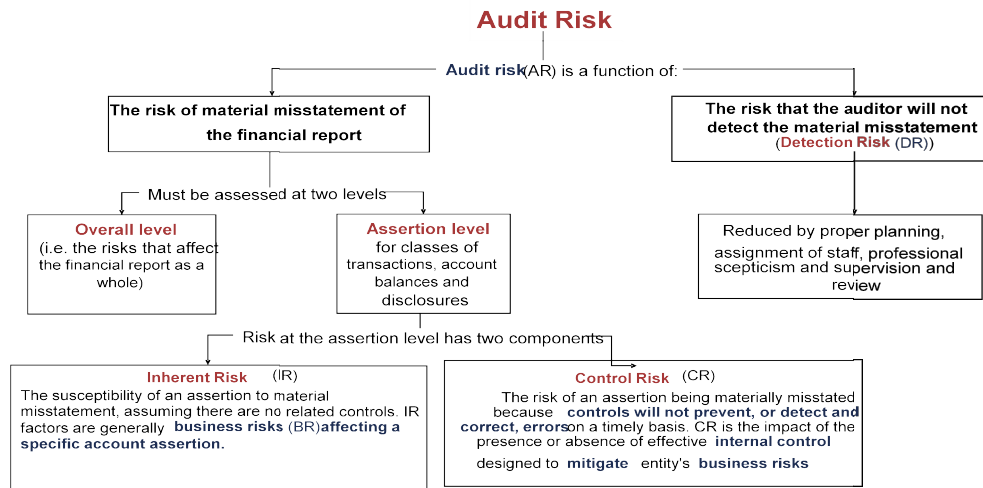 Audit Risk
Audit risk(AR) is a function of:
The risk of material misstatement of
the financial report
The risk that the auditor will not
detect the material misstatement
(Detection Risk (DR))
Must be assessed at two levels
Overall level
(i.e. the risks that affect
the financial report as a
whole)
Assertion level
for classes of
transactions, account
balances and
disclosures
Reduced by proper planning,
assignment of staff, professional
scepticism and supervision and
review
Risk at the assertion level has two components
Inherent Risk (IR)
The susceptibility of an assertion to material
misstatement, assuming there are no related controls. IR
factors are generally business risks (BR) affecting a
specific account assertion.
Control Risk (CR)
The risk of an assertion being materially misstated
because controls will not prevent, or detect and
correct, errors on a timely basis. CR is the impact of the
presence or absence of effective internal control
designed to mitigate entity's business risks